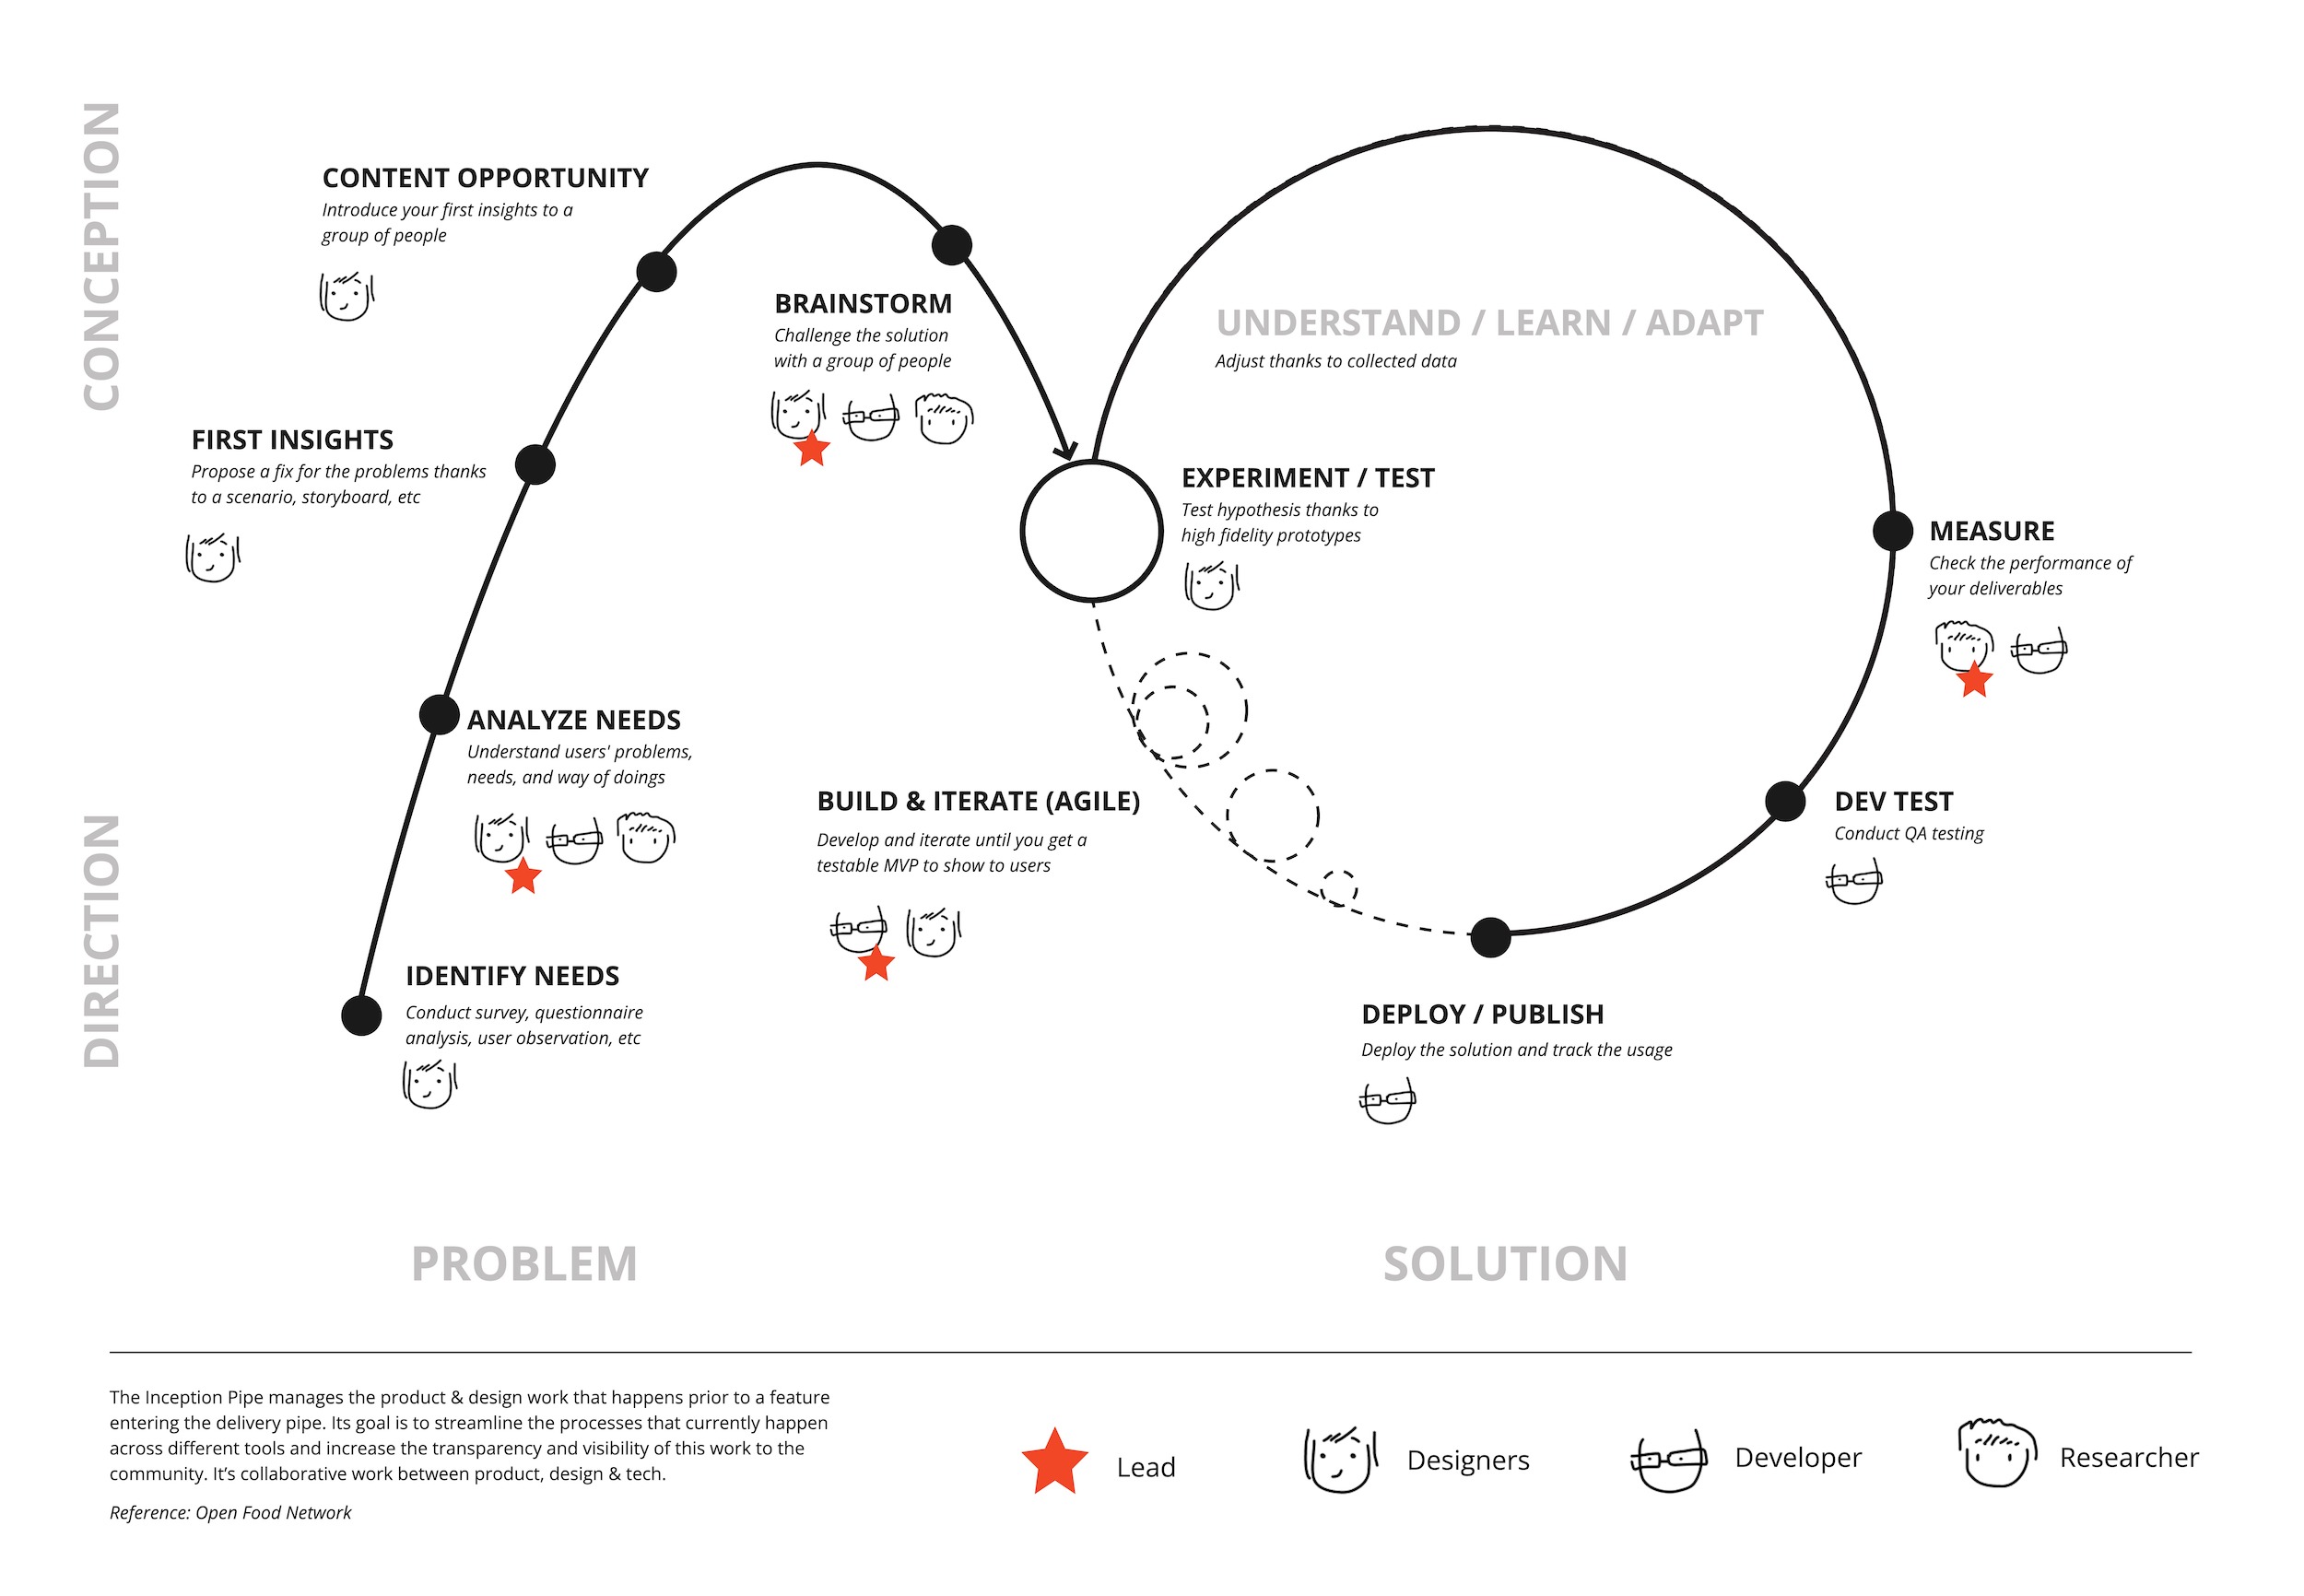 CONCEPTION
DIRECTION
CONTENT OPPORTUNITY
Introduce your first insights to a
group of people
FIRST INSIGHTS
Propose a fix for the problems thanks
to a scenario, storyboard, etc
ANALYZE NEEDS
Understand users' problems,
needs, and way of doings
IDENTIFY NEEDS
Conduct survey, questionnaire
analysis, user observation, etc
BRAINSTORM
Challenge the solution
with a group of people
UNDERSTAND / LEARN / ADAPT
Adjust thanks to collected data
EXPERIMENT / TEST
Test hypothesis thanks to
high fidelity prototypes
BUILD & ITERATE (AGILE)
Develop and iterate until you get a
testable MVP to show to users
MEASURE
Check the performance of
your deliverables
DEV TEST
Conduct QA testing
DEPLOY / PUBLISH
Deploy the solution and track the usage
PROBLEM
SOLUTION
The Inception Pipe manages the product & design work that happens prior to a feature
entering the delivery pipe. Its goal is to streamline the processes that currently happen
across different tools and increase the transparency and visibility of this work to the
community. It’s collaborative work between product, design & tech.
Reference: Open Food Network
Lead
Designers
Developer
Researcher